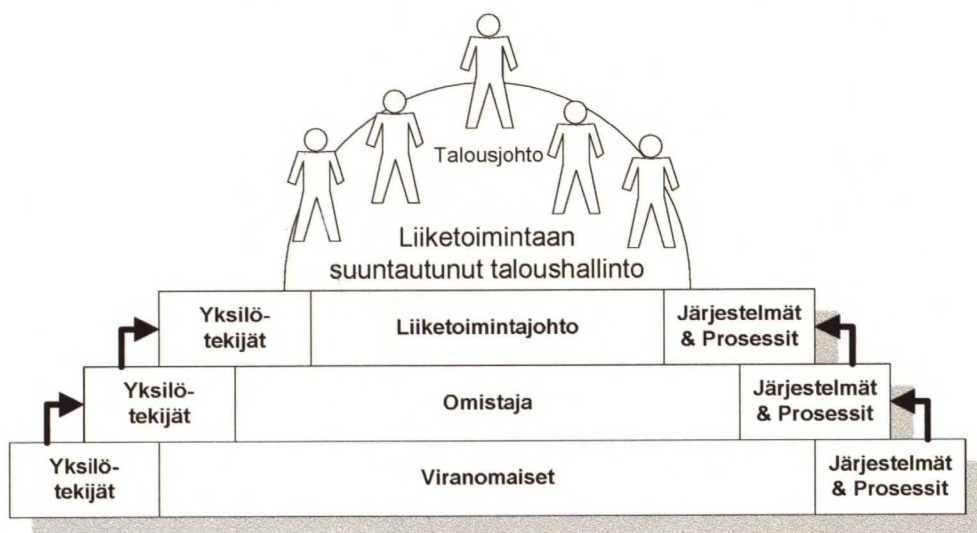 Talousjohto
Liiketoimintaan
suuntautunut taloushallinto
Yksilö-
tekijät
Liiketoimintajohto
Järjestelmät
& Prosessit
Yksilö-
tekijät
Omistaja
Järjestelmät
& Prosessit
Yksilö-
tekijät
Viranomaiset
Järjestelmät
& Prosessit